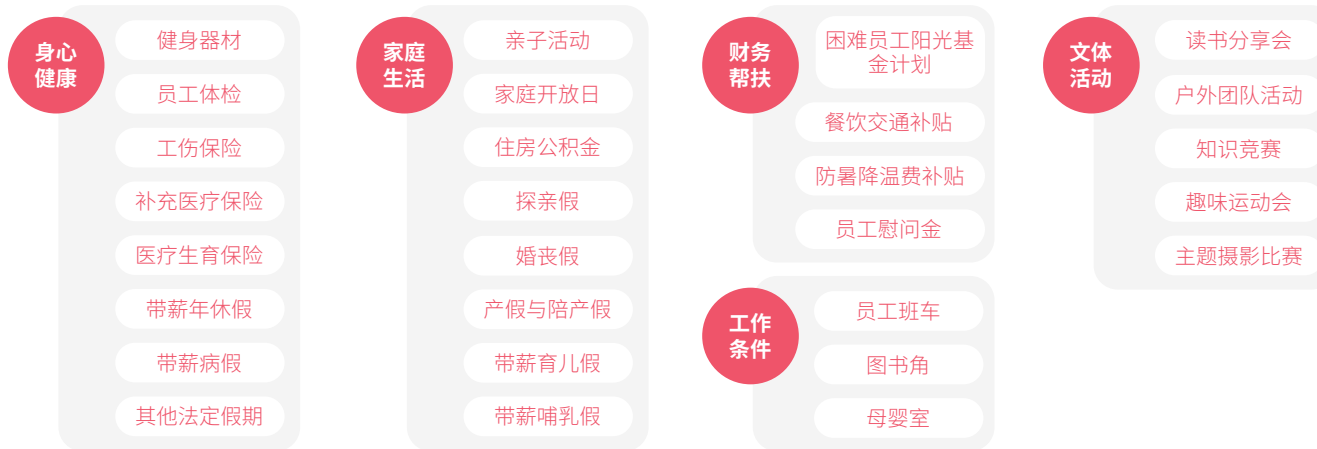 身心
健康
健身器材
员工体检
工伤保险
补充医疗保险
医疗生育保险
带薪年休假
带薪病假
其他法定假期
家庭
生活
亲子活动
家庭开放日
住房公积金
探亲假
婚丧假
产假与陪产假
带薪育儿假
带薪哺乳假
财务
帮扶
困难员工阳光基
金计划
餐饮交通补贴
防暑降温费补贴
员工慰问金
工作
条件
员工班车
图书角
母婴室
文体
活动
读书分享会
户外团队活动
知识竞赛
趣味运动会
主题摄影比赛